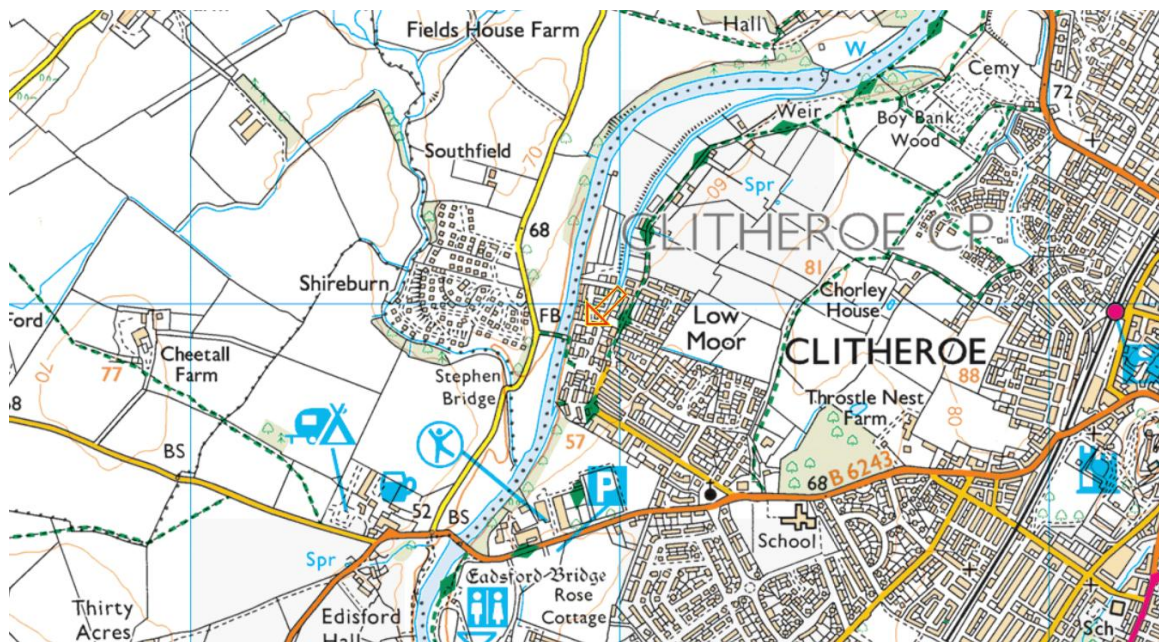 Hall
W
Fields House Farm
Cemy
72
Weir
Boy Bank
Wood
Southfield
70
60
Spr
CLITHEROE CP
68
81
Shireburn
Chorley
House
Ford
FB
Low
Moor
CLITHEROE
Cheetall
Farm
77
70
Stephen
Bridge
88
Throstle Nest
Farm
80
8
57
BS
B 6243
P
68
52
BS
School
Spr
Eadsford Bridge
Rose
Cottage
Edisford
Hall
Thirty
Acres
Sch